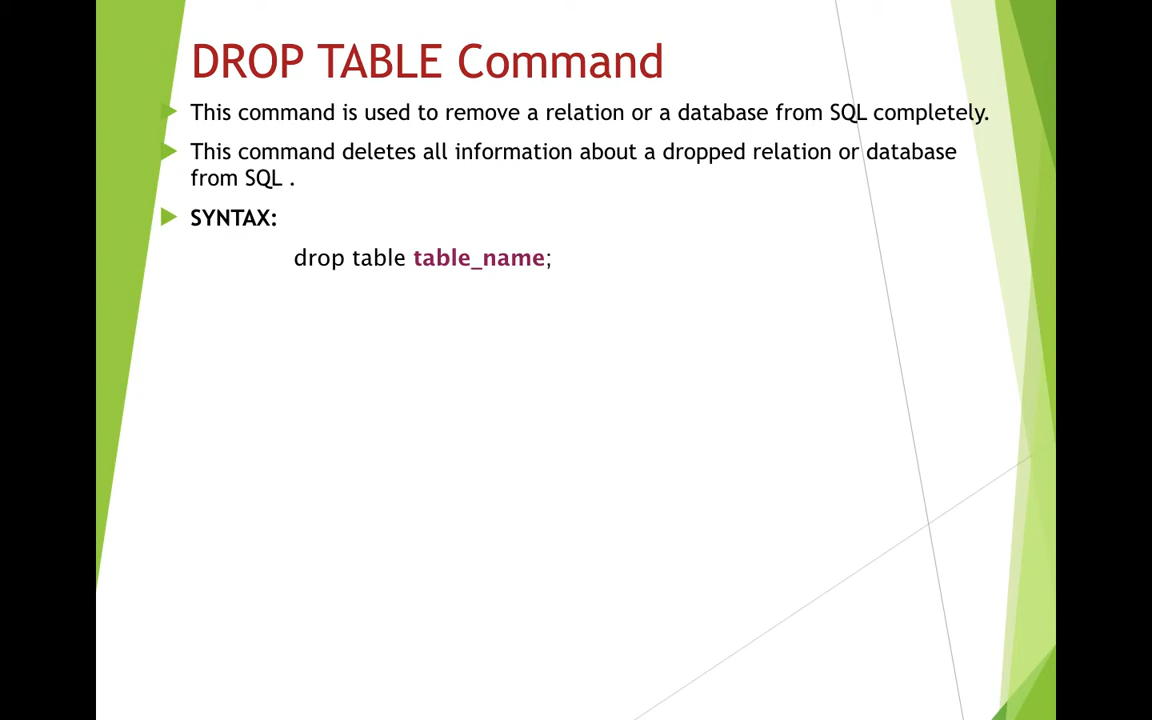 DROP TABLE Command
This command is used to remove a relation or a database from SQL completely.
This command deletes all information about a dropped relation or database
from SQL .
SYNTAX:
drop table table_name;